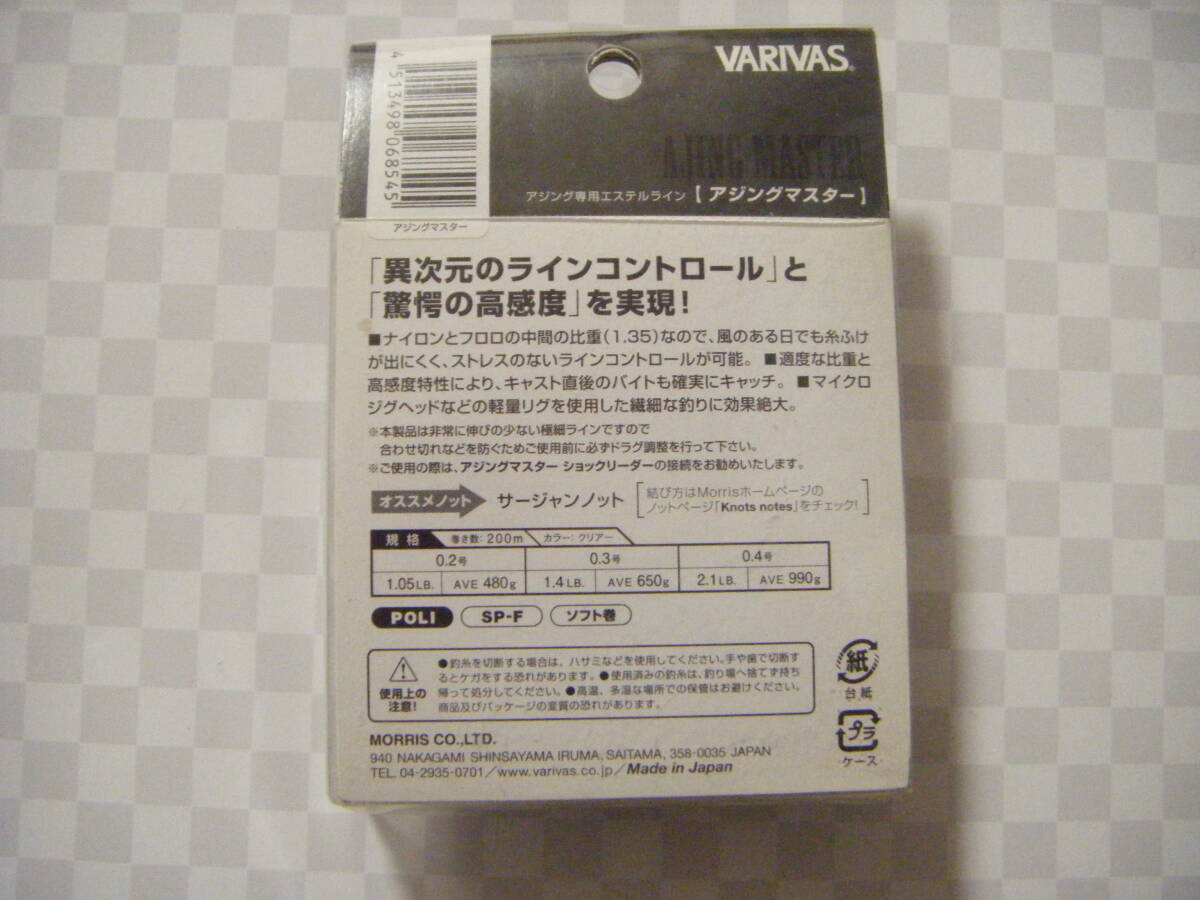 4 513498 068545
アジングマスター
VARIVAS®
AJING MASTER
アジング専用エステルライン【アジングマスター】
「異次元のラインコントロール」と
「驚愕の高感度」を実現!
■ナイロンとフロロの中間の比重(1.35)なので、風のある日でも糸ふけ
が出にくく、ストレスのないラインコントロールが可能。 ■適度な比重と
高感度特性により、キャスト直後のバイトも確実にキャッチ。 ■マイクロ
ジグヘッドなどの軽量リグを使用した繊細な釣りに効果絶大。
※本製品は非常に伸びの少ない極細ラインですので
合わせ切れなどを防ぐためご使用前に必ずドラグ調整を行って下さい。
※ご使用の際は、アジングマスター ショックリーダーの接続をお勧めいたします。
オススメノット サージャンノット
結び方はMorrisホームページの
ノットページ「Knots notes」をチェック!
規格 巻き数:200m カラー:クリアー
0.2号 0.3号 0.4号
1.05LB. AVE 480g 1.4LB. AVE 650g 2.1LB. AVE 990g
POLI SP-F ソフト巻
使用上の
注意!
●釣糸を切断する場合は、ハサミなどを使用してください。手や歯で切断す
るとケガをする恐れがあります。●使用済みの釣糸は、釣り場へ捨てず持ち
帰って処分してください。●高温、多湿な場所での保管はお避けください。
商品及びパッケージの変質の恐れがあります。
紙
台紙
プラ
ケース
MORRIS CO.,LTD.
940 NAKAGAMI SHINSAYAMA IRUMA, SAITAMA, 358-0035 JAPAN
TEL. 04-2935-0701/www.varivas.co.jp/Made in Japan